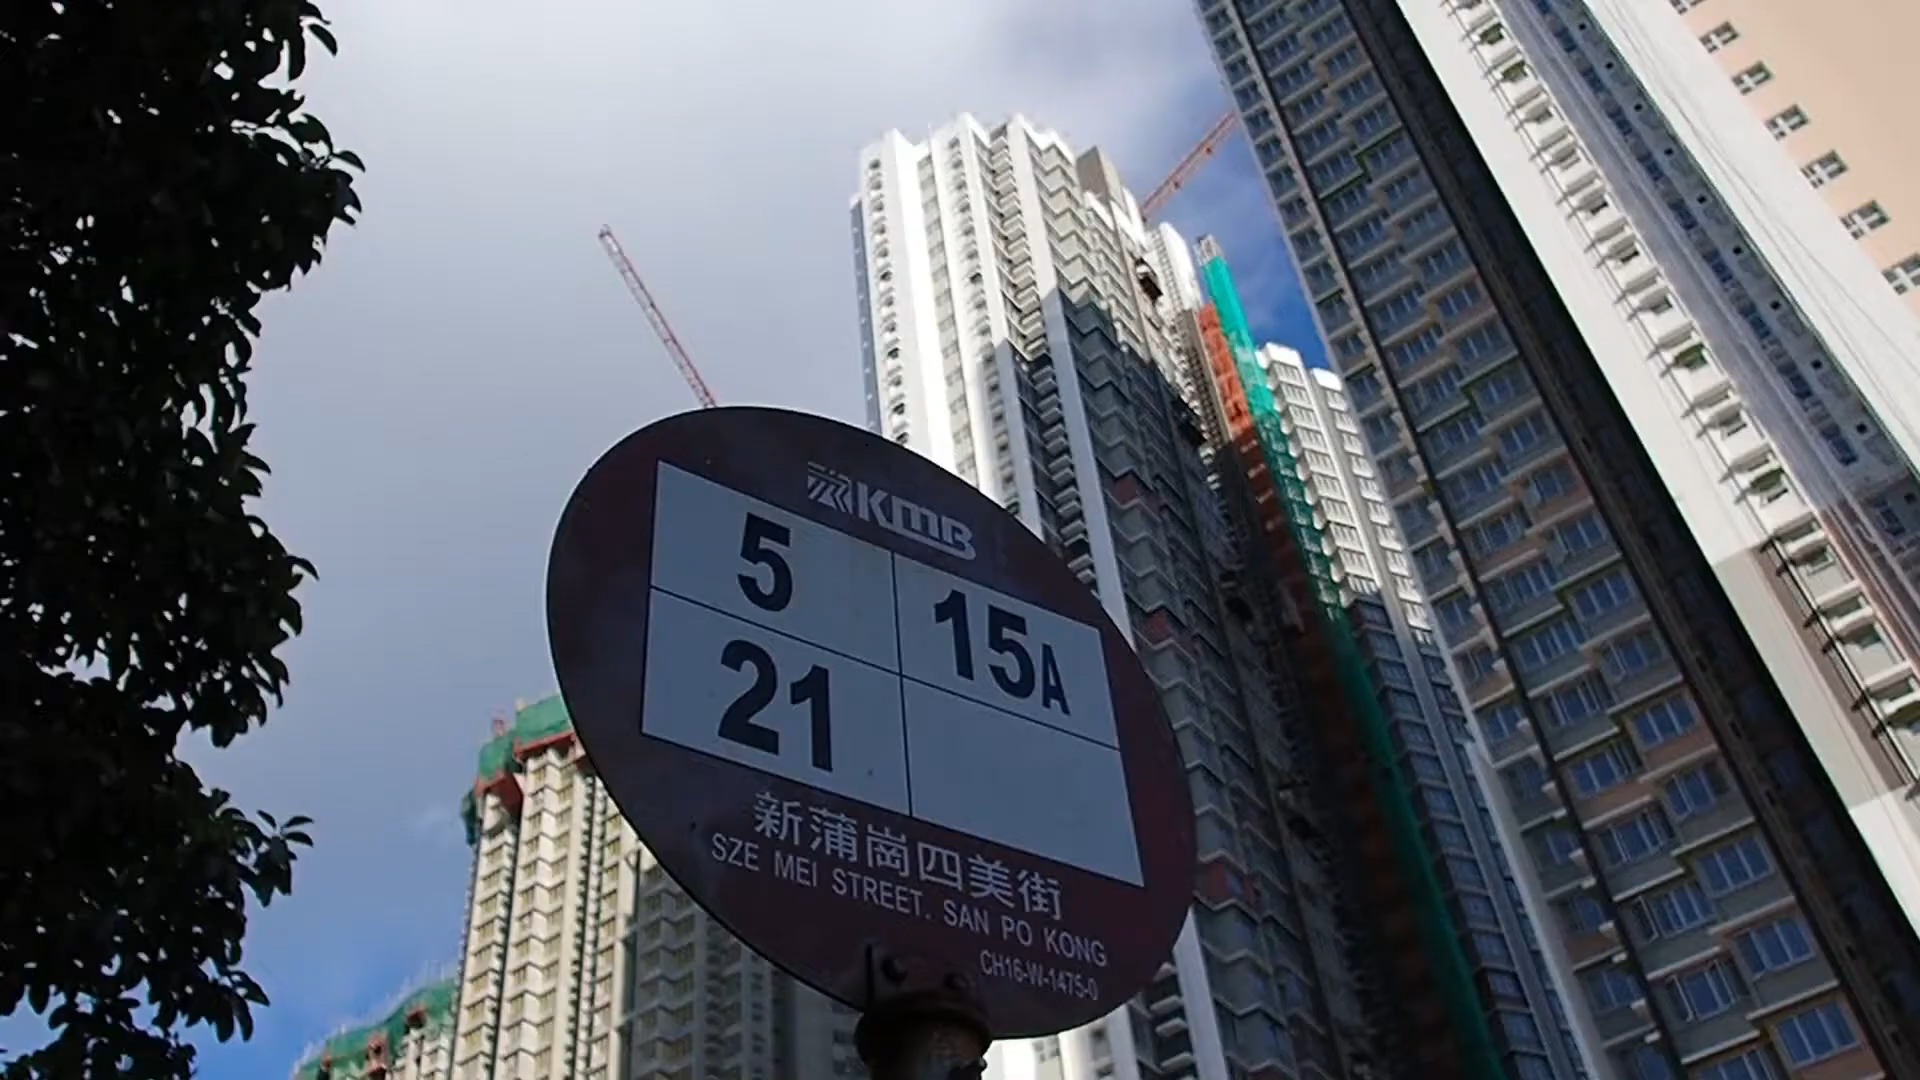 KMB
5
15A
21
新蒲崗四美街
SZE MEI STREET. SAN PO KONG
CH16-W-1475-0